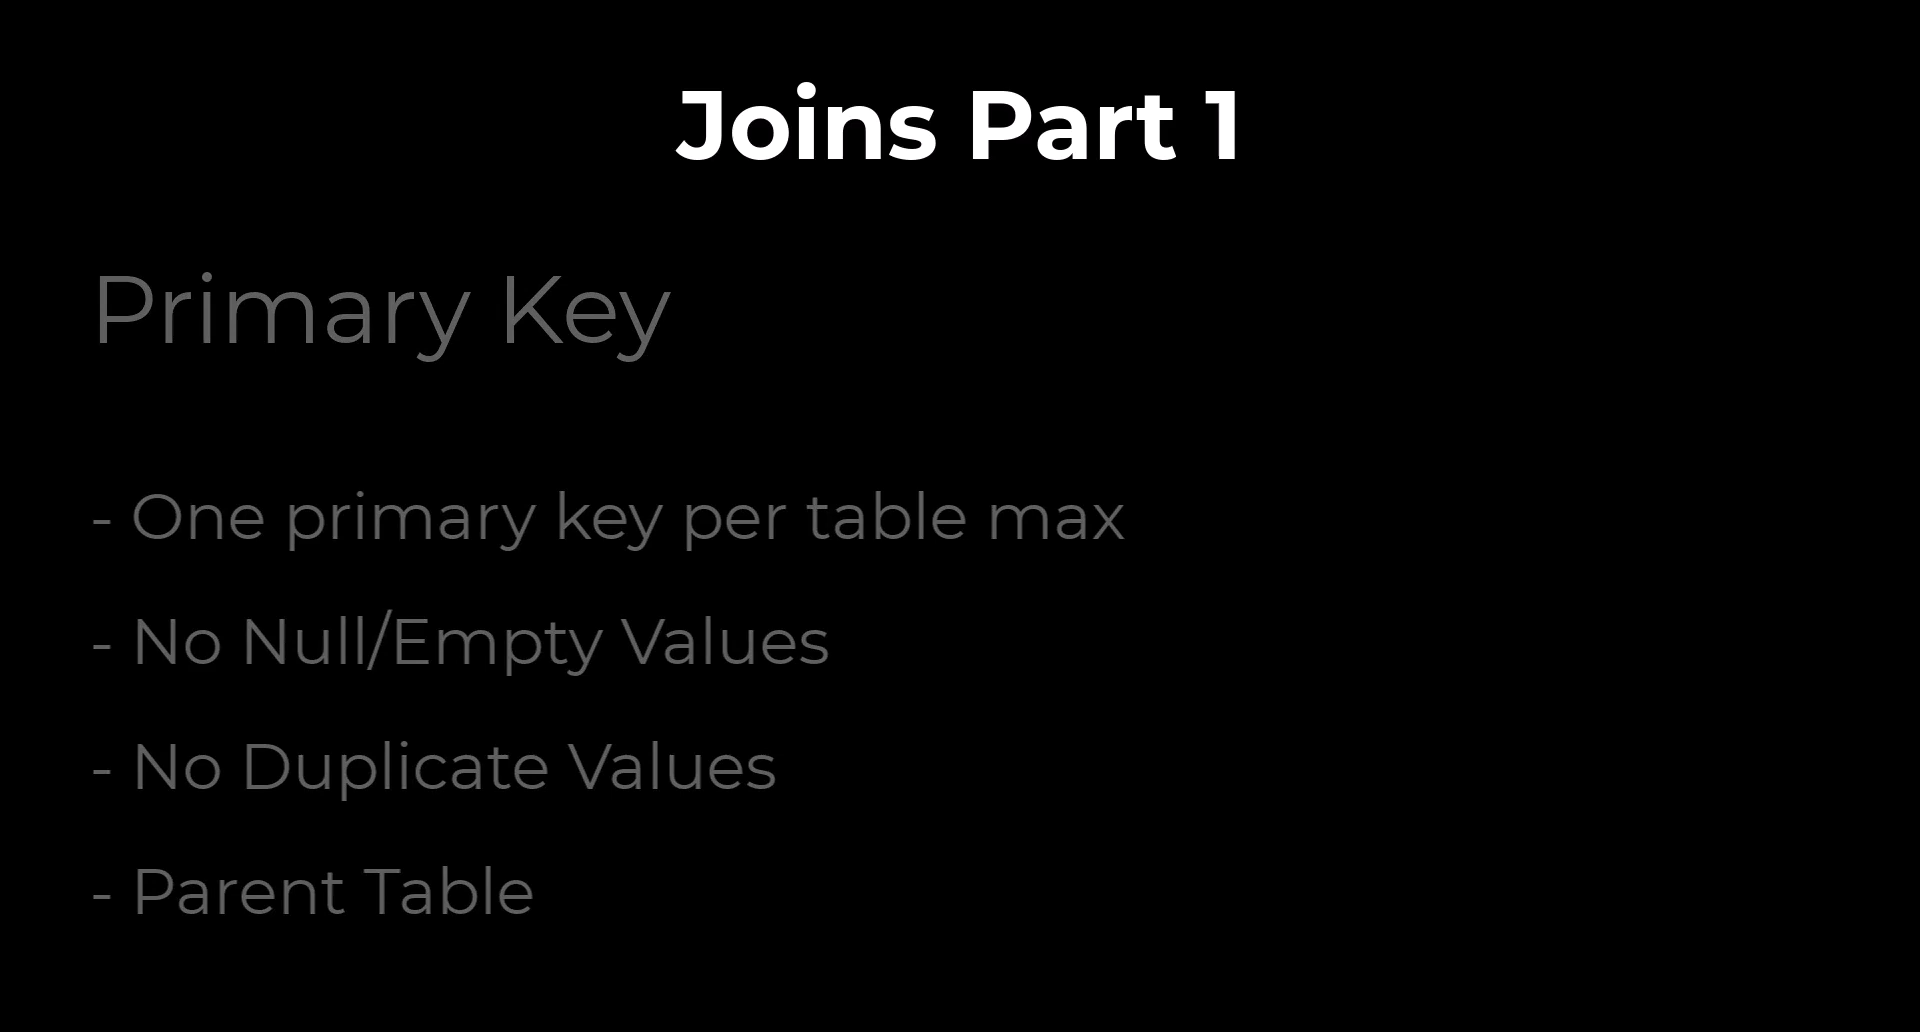 Joins Part 1
Primary Key
- One primary key per table max
- No Null/Empty Values
- No Duplicate Values
- Parent Table